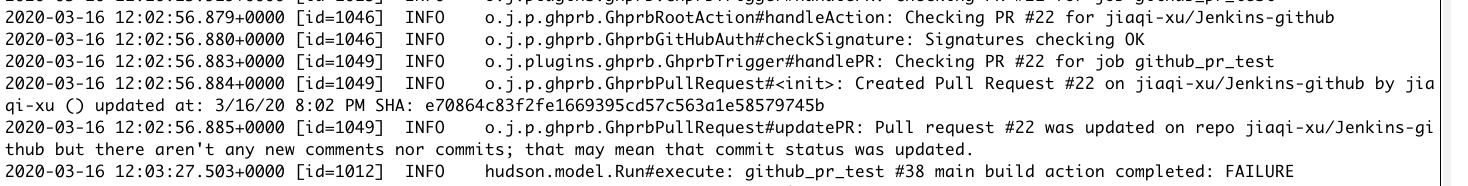 2020-03-16 12:02:56.879+0000 [id=1046]  INFO    o.j.p.ghprb.GhprbRootAction#handleAction: Checking PR #22 for jiaqi-xu/Jenkins-github
2020-03-16 12:02:56.880+0000 [id=1046]  INFO    o.j.p.ghprb.GhprbGitHubAuth#checkSignature: Signatures checking OK
2020-03-16 12:02:56.883+0000 [id=1049]  INFO    o.j.plugins.ghprb.GhprbTrigger#handlePR: Checking PR #22 for job github_pr_test
2020-03-16 12:02:56.884+0000 [id=1049]  INFO    o.j.p.ghprb.GhprbPullRequest#<init>: Created Pull Request #22 on jiaqi-xu/Jenkins-github by jia
qi-xu () updated at: 3/16/20 8:02 PM SHA: e70864c83f2fe1669395cd57c563a1e58579745b
2020-03-16 12:02:56.885+0000 [id=1049]  INFO    o.j.p.ghprb.GhprbPullRequest#updatePR: Pull request #22 was updated on repo jiaqi-xu/Jenkins-gi
thub but there aren't any new comments nor commits; that may mean that commit status was updated.
2020-03-16 12:03:27.503+0000 [id=1012]  INFO    hudson.model.Run#execute: github_pr_test #38 main build action completed: FAILURE